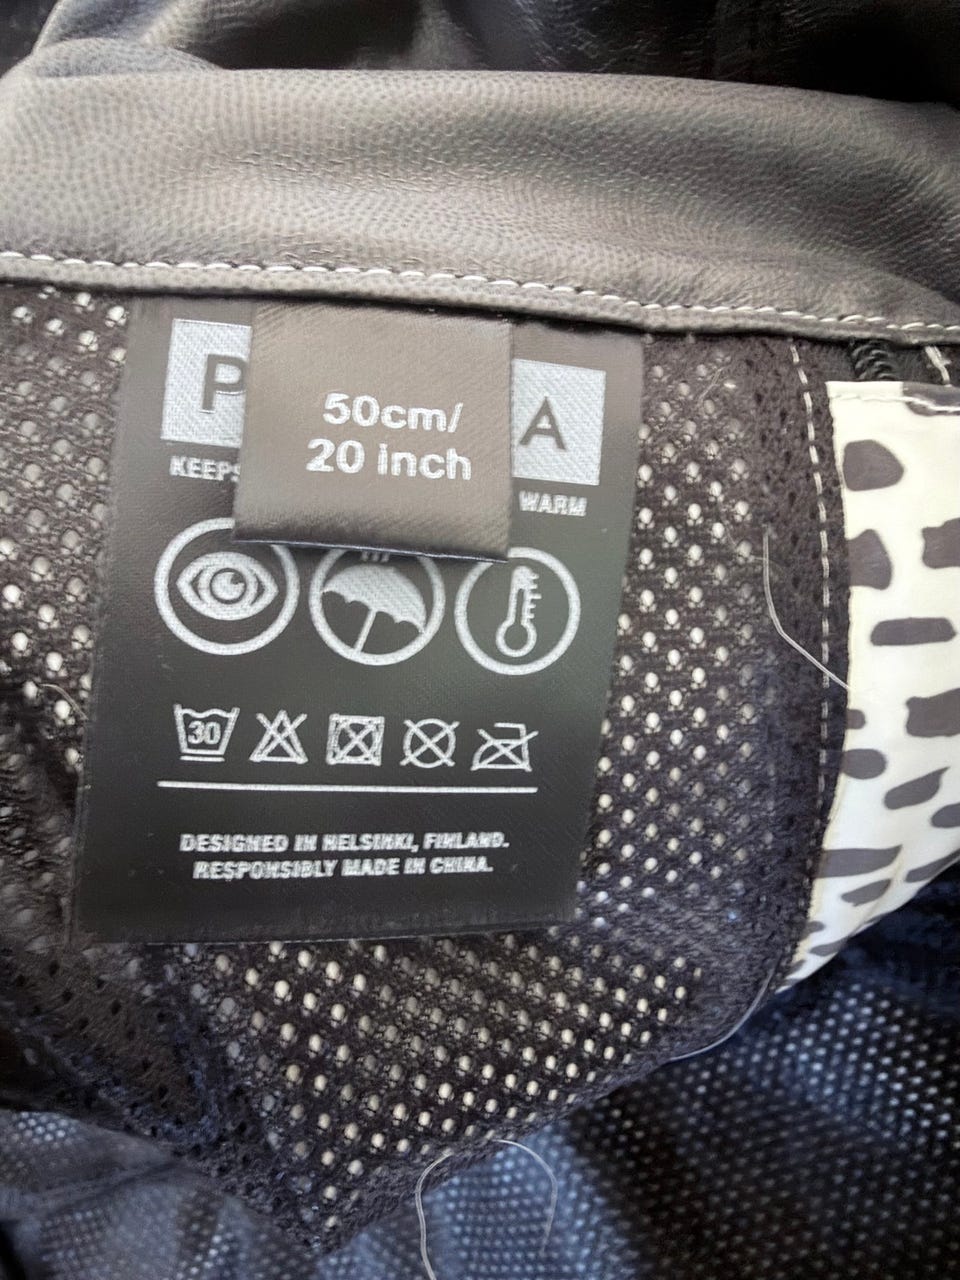 P
A
50cm/
20 inch
KEEPS
WARM
30
DESIGNED IN HELSINKI, FINLAND.
RESPONSIBLY MADE IN CHINA.